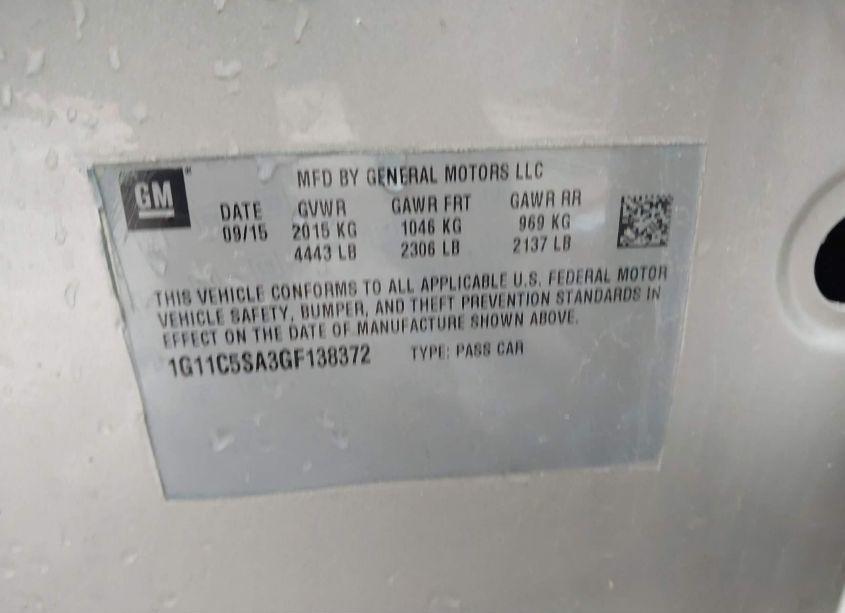 GM
MFD BY GENERAL MOTORS LLC
DATE GVWR GAWR FRT GAWR RR
09/15 2015 KG 1046 KG 969 KG
4443 LB 2306 LB 2137 LB
THIS VEHICLE CONFORMS TO ALL APPLICABLE U.S. FEDERAL MOTOR
VEHICLE SAFETY, BUMPER, AND THEFT PREVENTION STANDARDS IN
EFFECT ON THE DATE OF MANUFACTURE SHOWN ABOVE.
1G11C5SA3GF138372 TYPE: PASS CAR